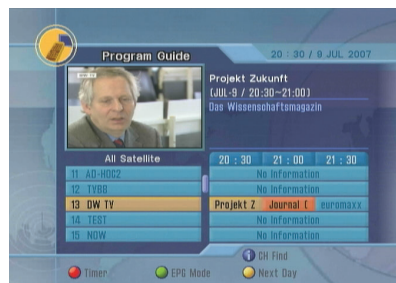 Program Guide
20 : 30 / 9 JUL 2007
Projekt Zukunft
(JUL-9 / 20:30~21:00)
Das Wissenschaftsmagazin
All Satellite
20 : 30 21 : 00 21 : 30
11 AD-HOC2 No Information
12 TVBB No Information
13 DW TV Projekt Z Journal ( euromaxx
14 TEST No Information
15 NOW No Information
CH Find
Timer EPG Mode Next Day